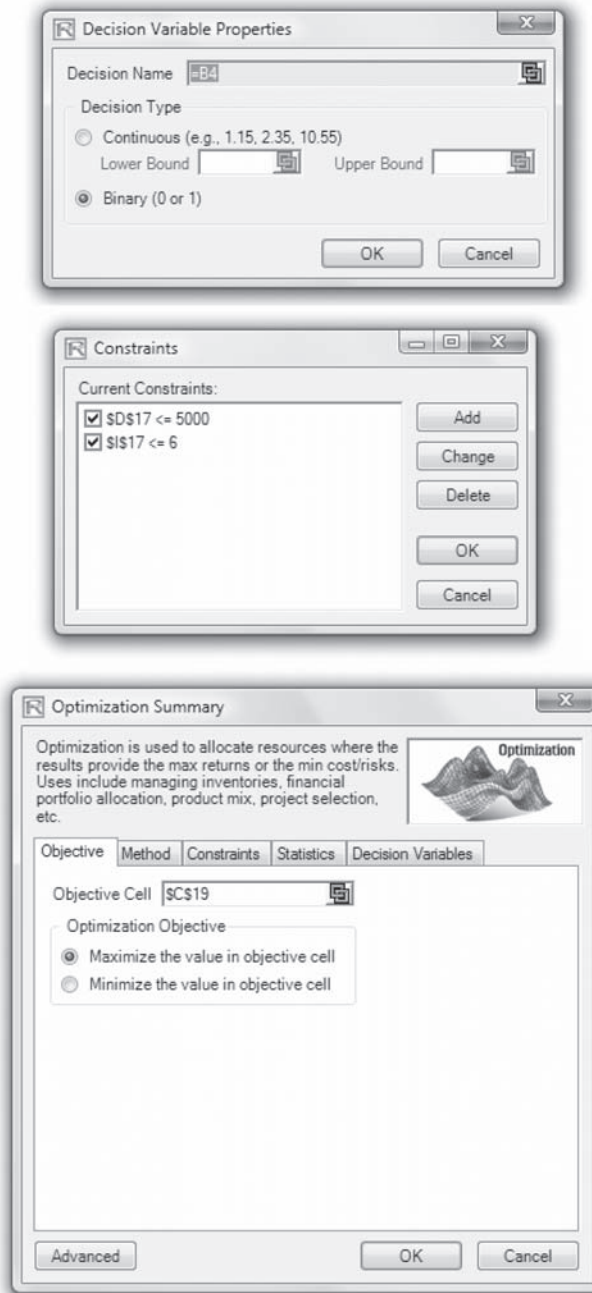 Decision Variable Properties
Decision Name =B4
Decision Type
Continuous (e.g., 1.15, 2.35, 10.55)
Lower Bound Upper Bound
Binary (0 or 1)
OK Cancel
Constraints
Current Constraints:
$D$17 <= 5000
$I$17 <= 6
Add
Change
Delete
OK
Cancel
Optimization Summary
Optimization is used to allocate resources where the
results provide the max returns or the min cost/risks.
Uses include managing inventories, financial
portfolio allocation, product mix, project selection,
etc.
Optimization
Objective Method Constraints Statistics Decision Variables
Objective Cell $C$19
Optimization Objective
Maximize the value in objective cell
Minimize the value in objective cell
Advanced OK Cancel